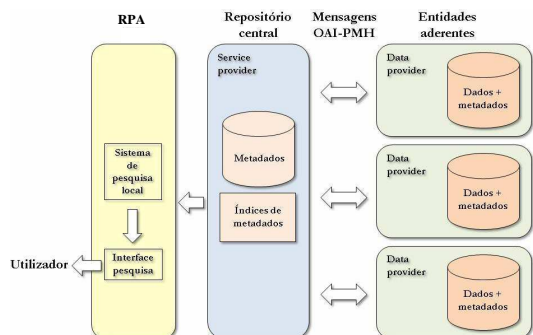 RPA
Repositório
central
Mensagens
OAI-PMH
Entidades
aderentes
Service
provider
Metadados
Índices de
metadados
Sistema
de
pesquisa
local
Interface
pesquisa
Utilizador
Data
provider
Dados +
metadados
Data
provider
Dados +
metadados
Data
provider
Dados +
metadados